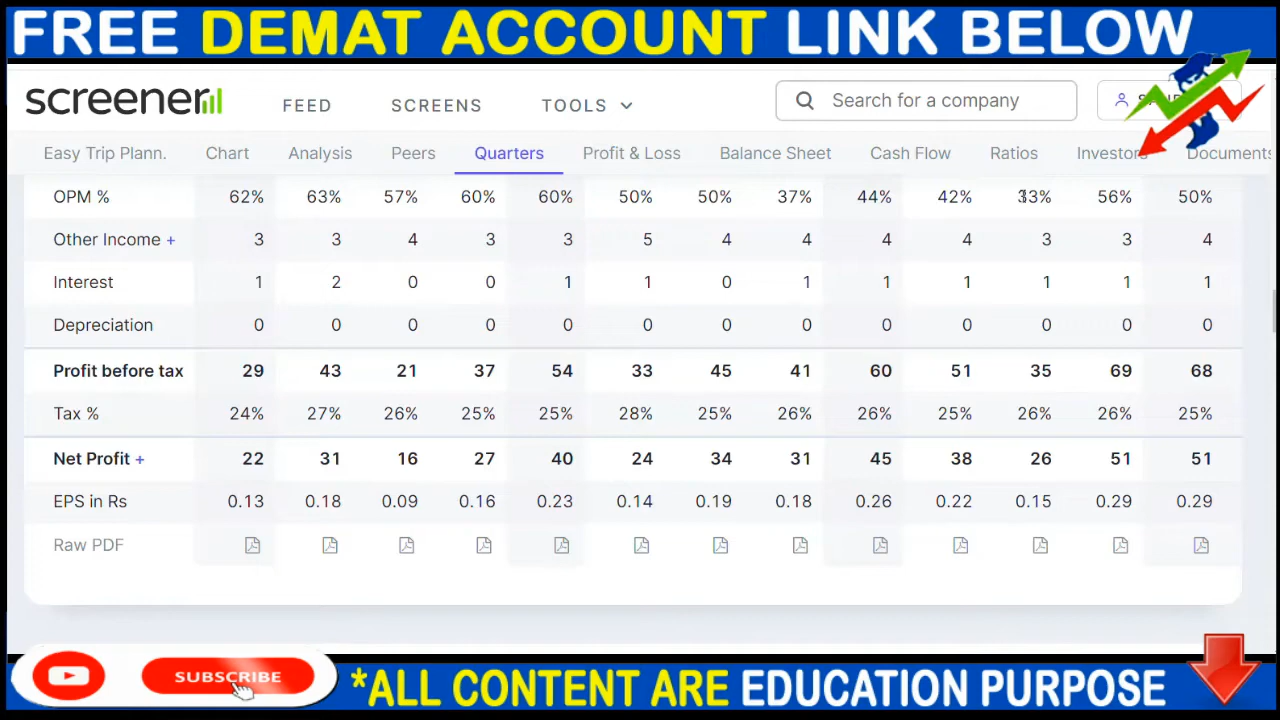 FREE DEMAT ACCOUNT LINK BELOW
screener FEED SCREENS TOOLS Search for a company
Easy Trip Plann. Chart Analysis Peers Quarters Profit & Loss Balance Sheet Cash Flow Ratios Investors Documents
OPM % 62% 63% 57% 60% 60% 50% 50% 37% 44% 42% 33% 56% 50%
Other Income + 3 3 4 3 3 5 4 4 4 4 3 3 4
Interest 1 2 0 0 1 1 0 1 1 1 1 1 1
Depreciation 0 0 0 0 0 0 0 0 0 0 0 0 0
Profit before tax 29 43 21 37 54 33 45 41 60 51 35 69 68
Tax % 24% 27% 26% 25% 25% 28% 25% 26% 26% 25% 26% 26% 25%
Net Profit + 22 31 16 27 40 24 34 31 45 38 26 51 51
EPS in Rs 0.13 0.18 0.09 0.16 0.23 0.14 0.19 0.18 0.26 0.22 0.15 0.29 0.29
Raw PDF
SUBSCRIBE
*ALL CONTENT ARE EDUCATION PURPOSE